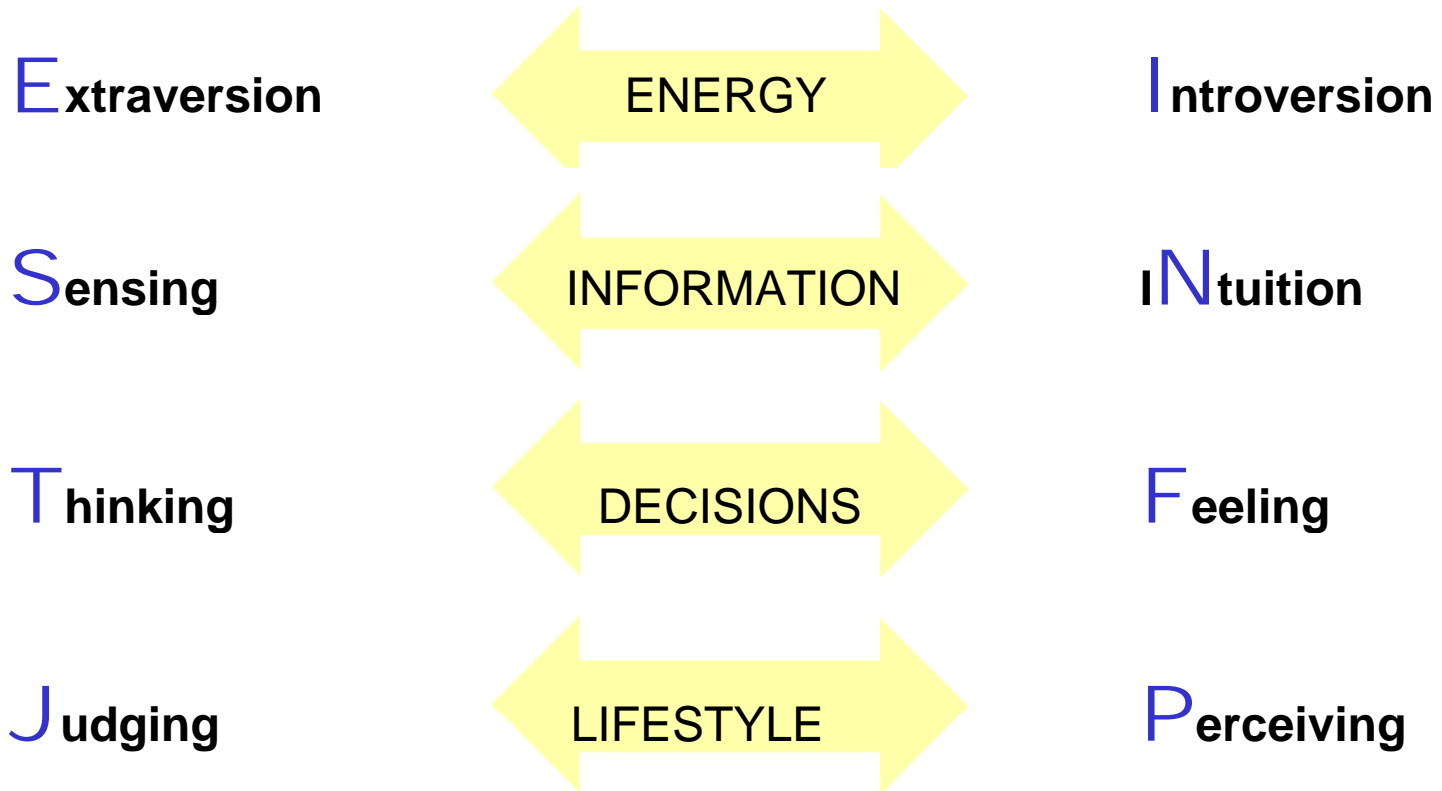 Extraversion ENERGY Introversion
Sensing INFORMATION INtuition
Thinking DECISIONS Feeling
Judging LIFESTYLE Perceiving